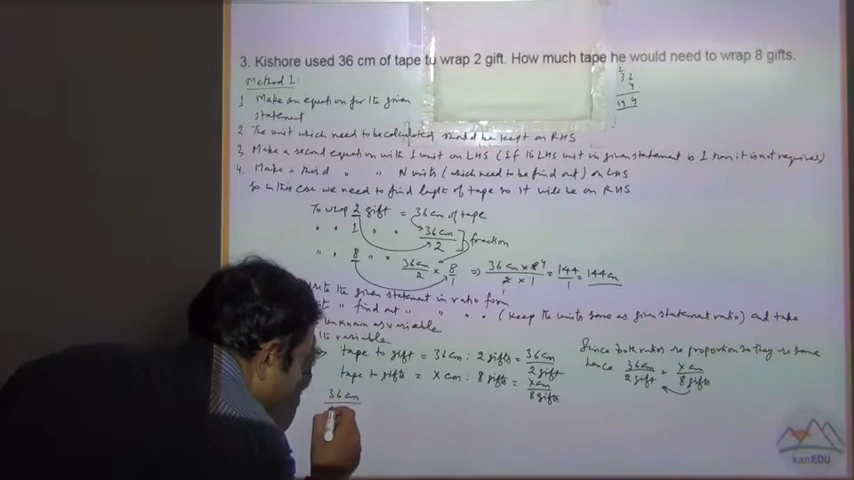 3. Kishore used 36 cm of tape to wrap 2 gift. How much tape he would need to wrap 8 gifts.
Method 1:
1 Make an equation for the given
statement
2 The unit which need to be calculated should be kept on RHS
3. Make a second equation with 1 unit on LHS (if the LHS unit in given statement is 1 then it is not requires)
4. Make " third " " N units (which need to be find out) on LHS
so in this case we need to find length of tape so it will be on RHS
To wrap 2 gift = 36 cm of tape
" " 1 " " 36 cm / 2 } fraction
" " 8 " " 36 cm / 2 × 8 / 1 ⇒ 36 cm × 8 4 / 2 × 1 = 144 / 1 = 144 cm
the given statement in ratio form
" find out " " " " (keep the units same as given statement ratio) and take
unknown as variable
variable
tape to gift = 36 cm : 2 gifts = 36 cm / 2 gift
tape to gifts = x cm : 8 gifts = x cm / 8 gifts
36 cm
Since both ratios are proportion so they are same
hence 36 cm / 2 gift = x cm / 8 gifts
kanEDU